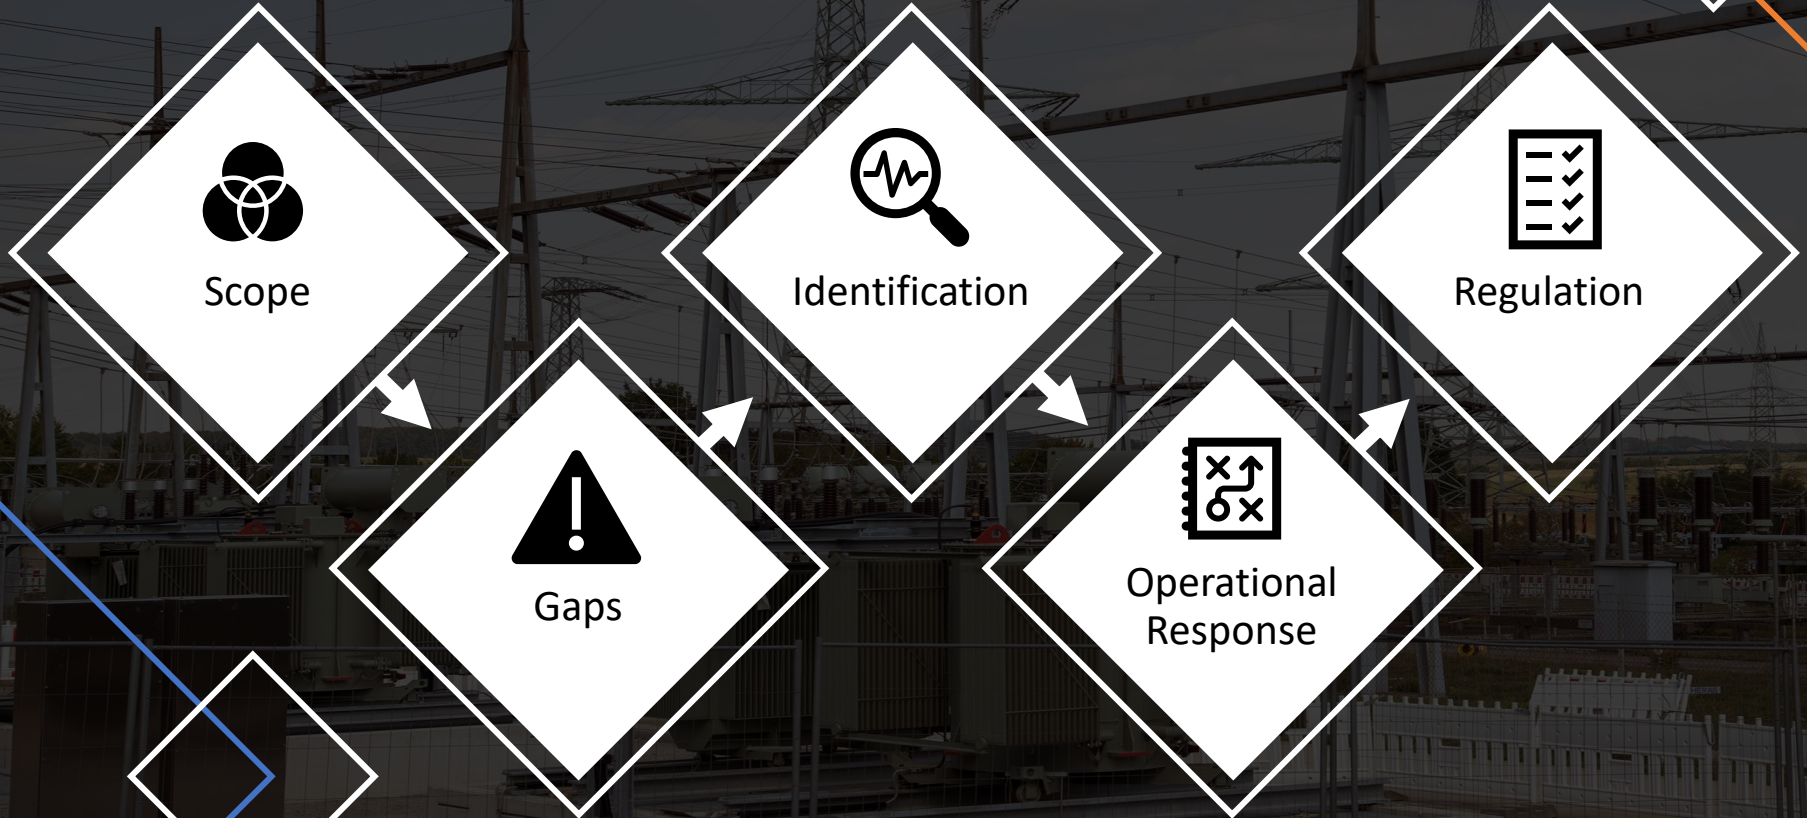 Scope
Gaps
Identification
Operational
Response
Regulation